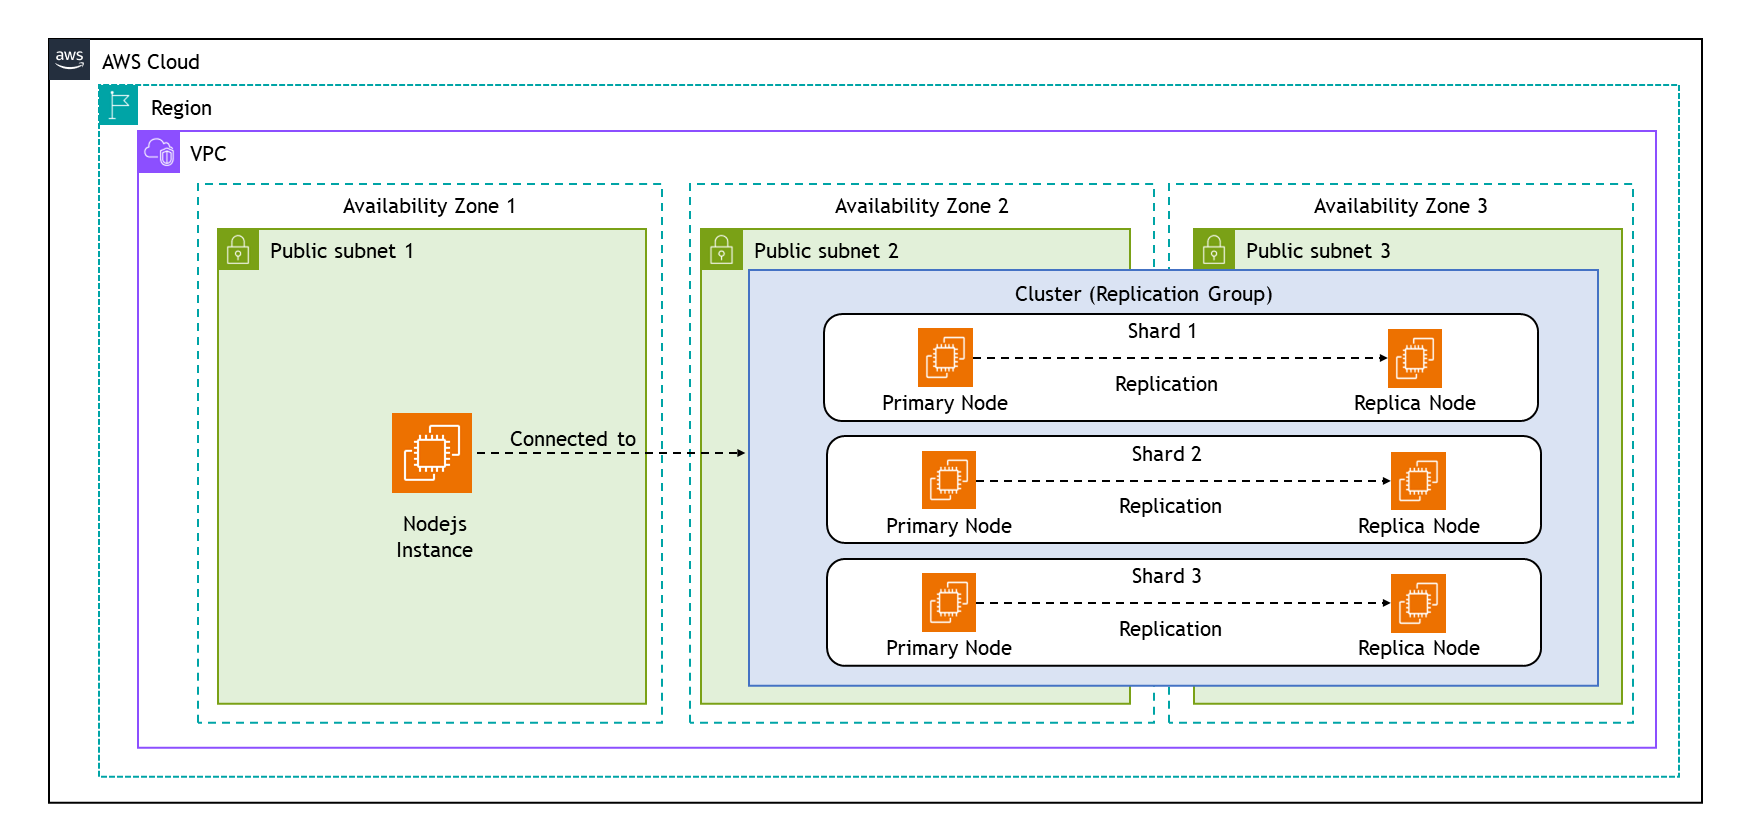 aws
AWS Cloud
Region
VPC
Availability Zone 1
Public subnet 1
Connected to
Nodejs
Instance
Availability Zone 2
Public subnet 2
Availability Zone 3
Public subnet 3
Cluster (Replication Group)
Shard 1
Replication
Primary Node
Replica Node
Shard 2
Replication
Primary Node
Replica Node
Shard 3
Replication
Primary Node
Replica Node